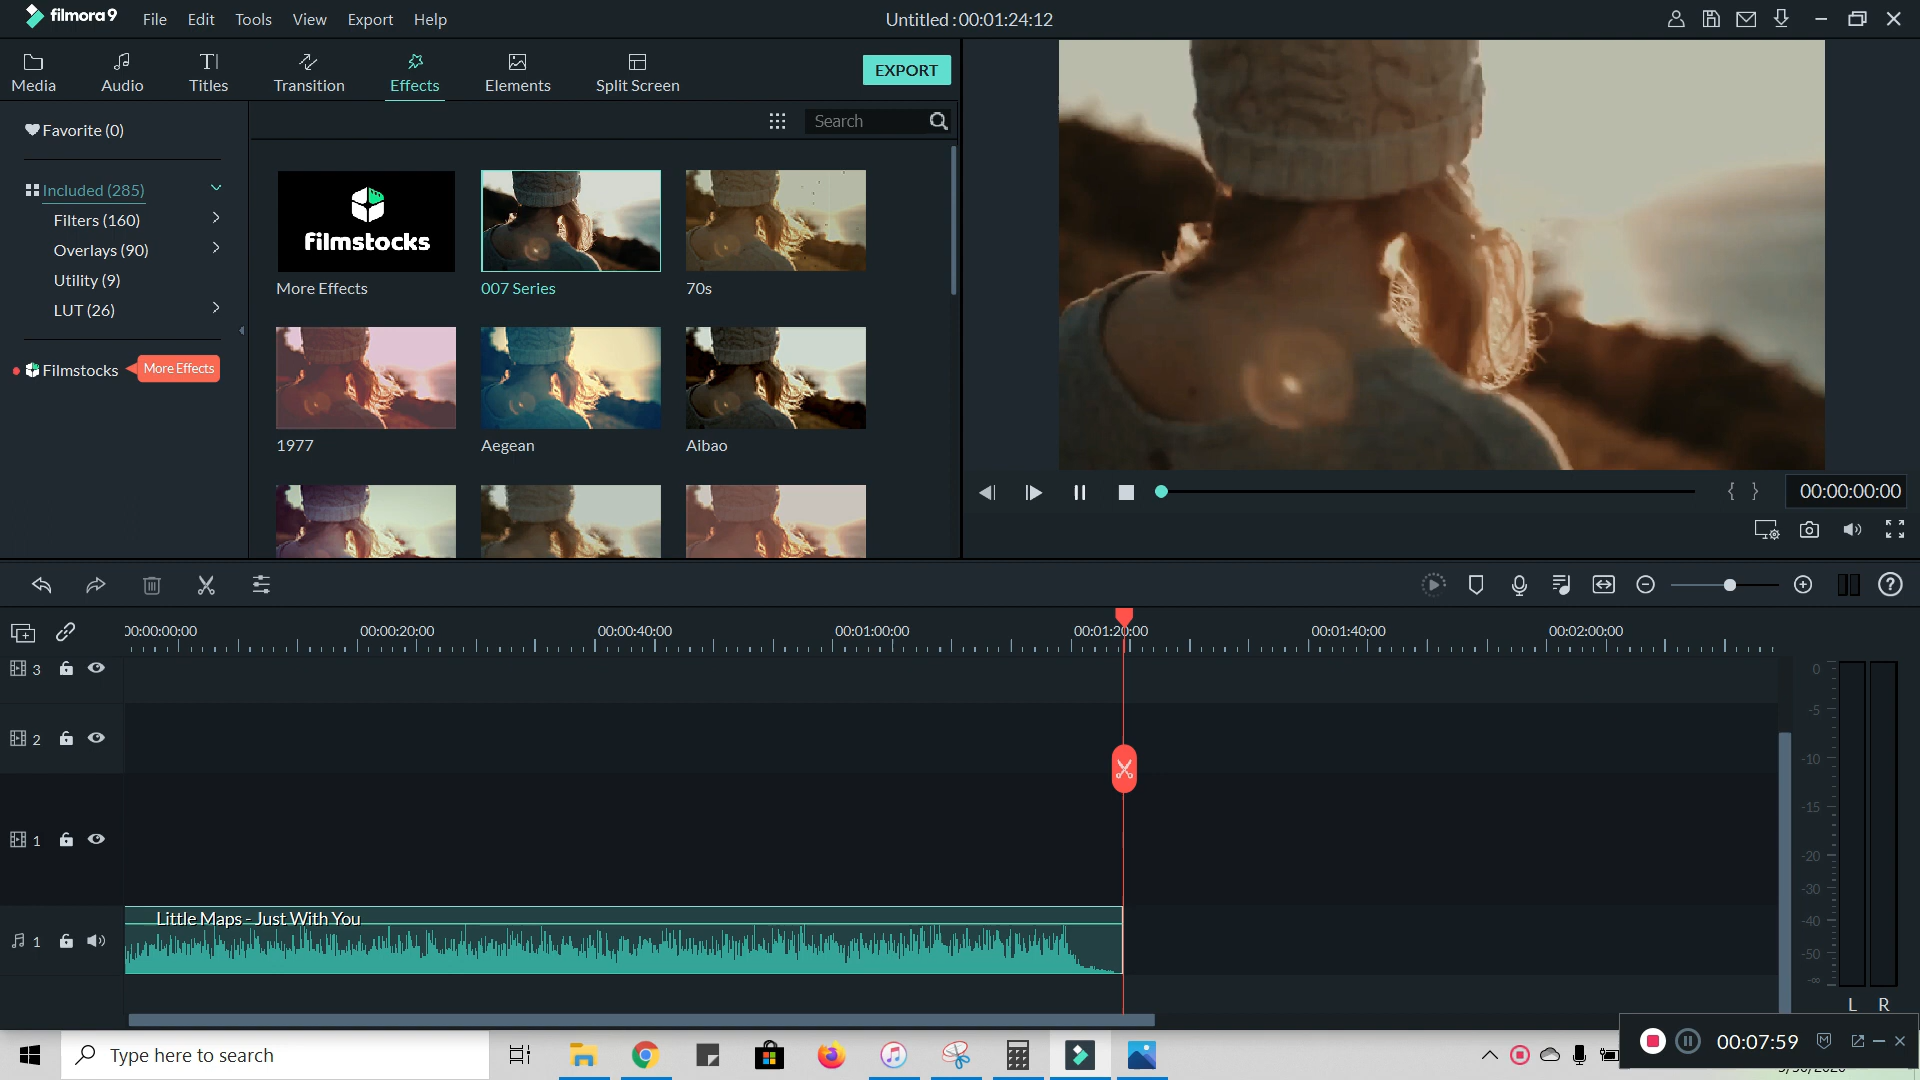 filmora9 File Edit Tools View Export Help Untitled : 00:01:24:12
Media Audio Titles Transition Effects Elements Split Screen EXPORT
Favorite (0)
Search
Included (285)
Filters (160)
Overlays (90)
Utility (9)
LUT (26)
Filmstocks More Effects
filmstocks
More Effects 007 Series 70s
1977 Aegean Aibao
00:00:00:00
00:00:00:00 00:00:20:00 00:00:40:00 00:01:00:00 00:01:20:00 00:01:40:00 00:02:00:00
3
2
1
Little Maps - Just With You
1
0
-5
-10
-15
-20
-30
-40
-50
-∞
L R
Type here to search
00:07:59